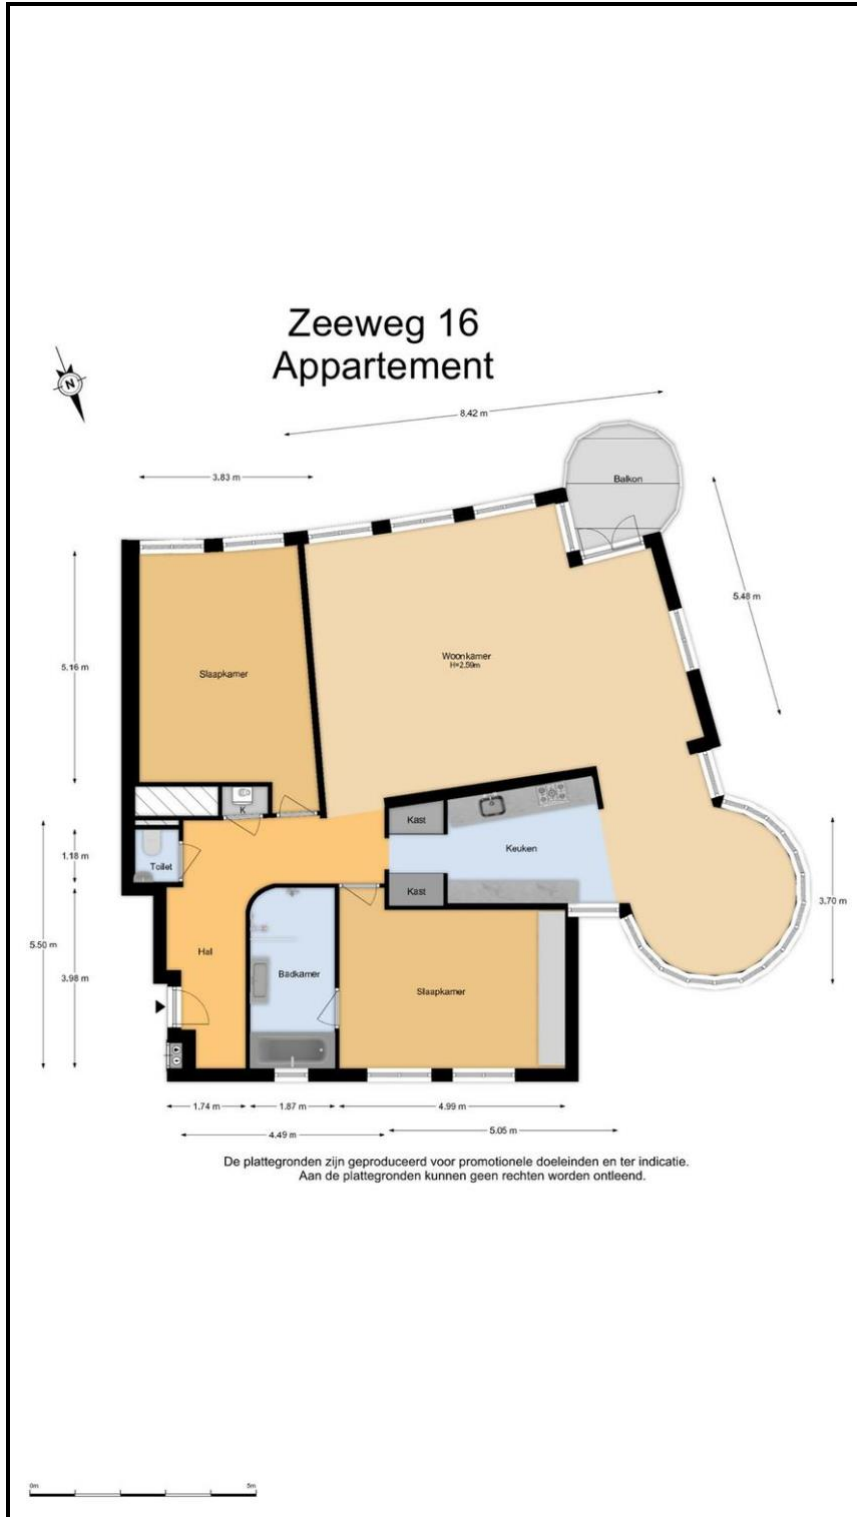 Zeeweg 16
Appartement
N
8.42 m
3.83 m
Balkon
5.48 m
5.16 m
Woonkamer
H=2.59m
Slaapkamer
K
Kast
Keuken
1.18 m
Toilet
Kast
3.70 m
5.50 m
3.98 m
Hal
Badkamer
Slaapkamer
1.74 m
1.87 m
4.99 m
4.49 m
5.05 m
De plattegronden zijn geproduceerd voor promotionele doeleinden en ter indicatie.
Aan de plattegronden kunnen geen rechten worden ontleend.
0m
5m